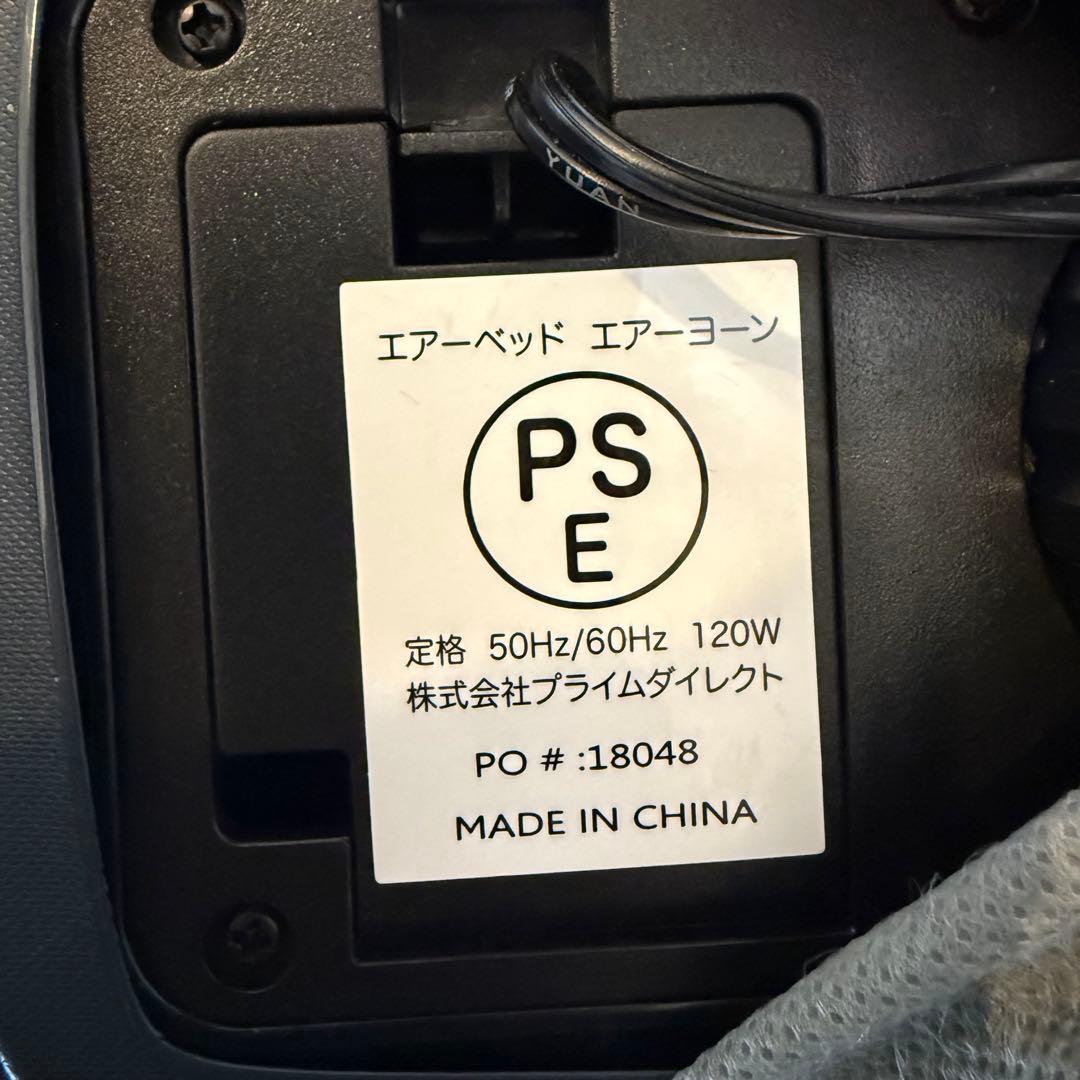 YUAN
エアーベッド エアーヨーン
PS
E
定格 50Hz/60Hz 120W
株式会社プライムダイレクト
PO # :18048
MADE IN CHINA